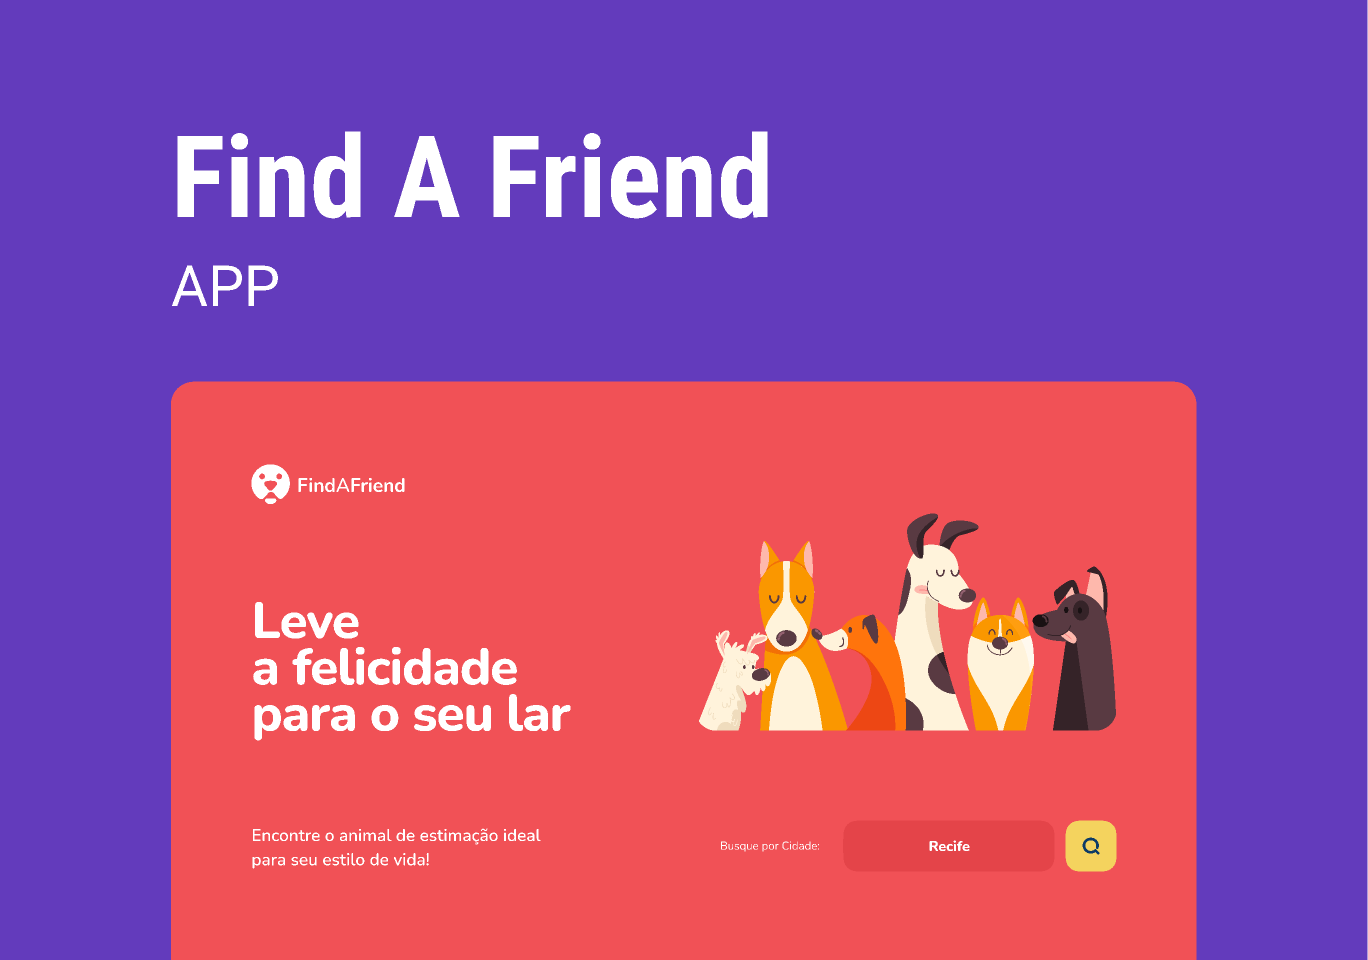 Find A Friend
APP
FindAFriend
Leve
a felicidade
para o seu lar
Encontre o animal de estimação ideal
para seu estilo de vida!
Busque por Cidade:
Recife